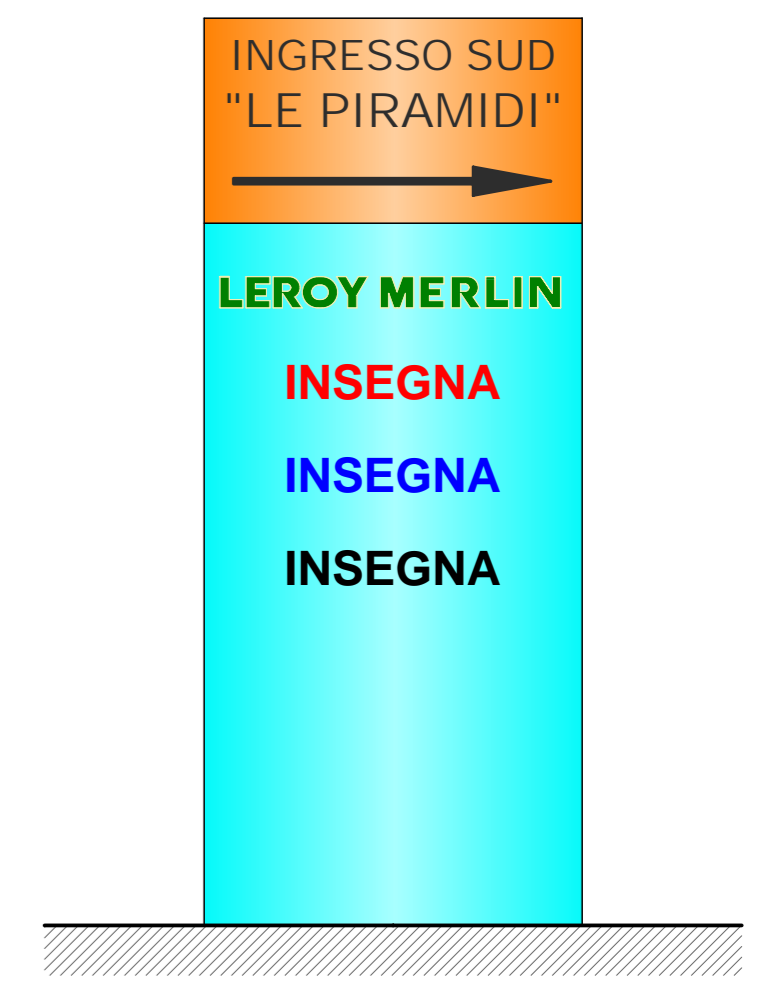 INGRESSO SUD
"LE PIRAMIDI"
LEROY MERLIN
INSEGNA
INSEGNA
INSEGNA